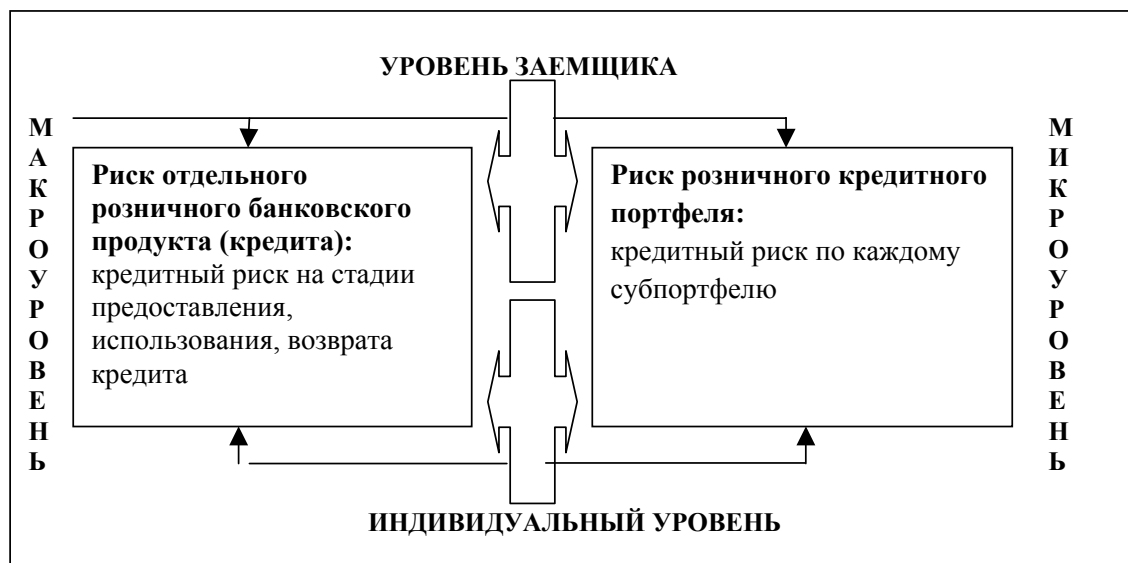 УРОВЕНЬ ЗАЕМЩИКА
МАКРОУРОВЕНЬ
Риск отдельного
розничного банковского
продукта (кредита):
кредитный риск на стадии
предоставления,
использования, возврата
кредита
Риск розничного кредитного
портфеля:
кредитный риск по каждому
субпортфелю
МИКРОУРОВЕНЬ
ИНДИВИДУАЛЬНЫЙ УРОВЕНЬ